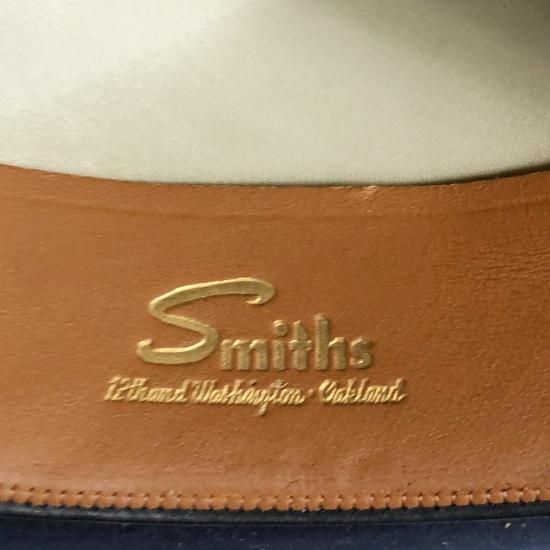 Smiths
12th and Washington · Oakland